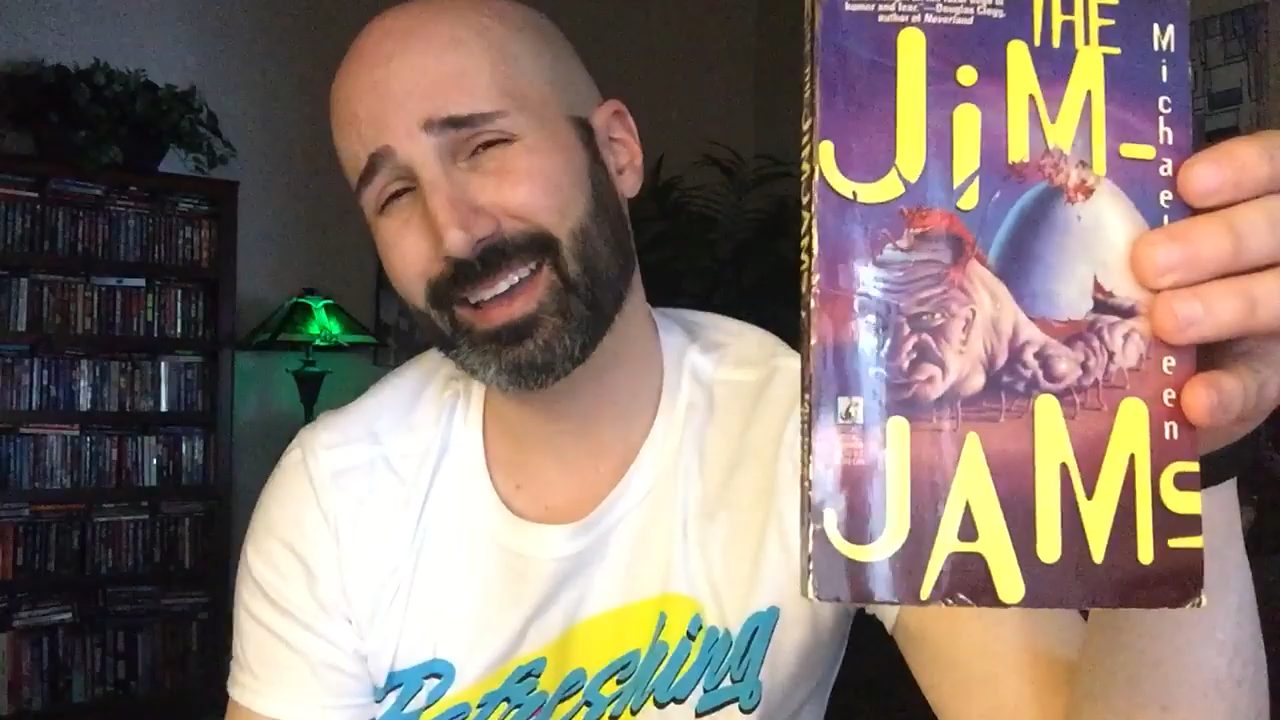 humor and fear."—Douglas Clegg,
author of Neverland
THE
JiM-
JAMS
Michael
een
Refreshing